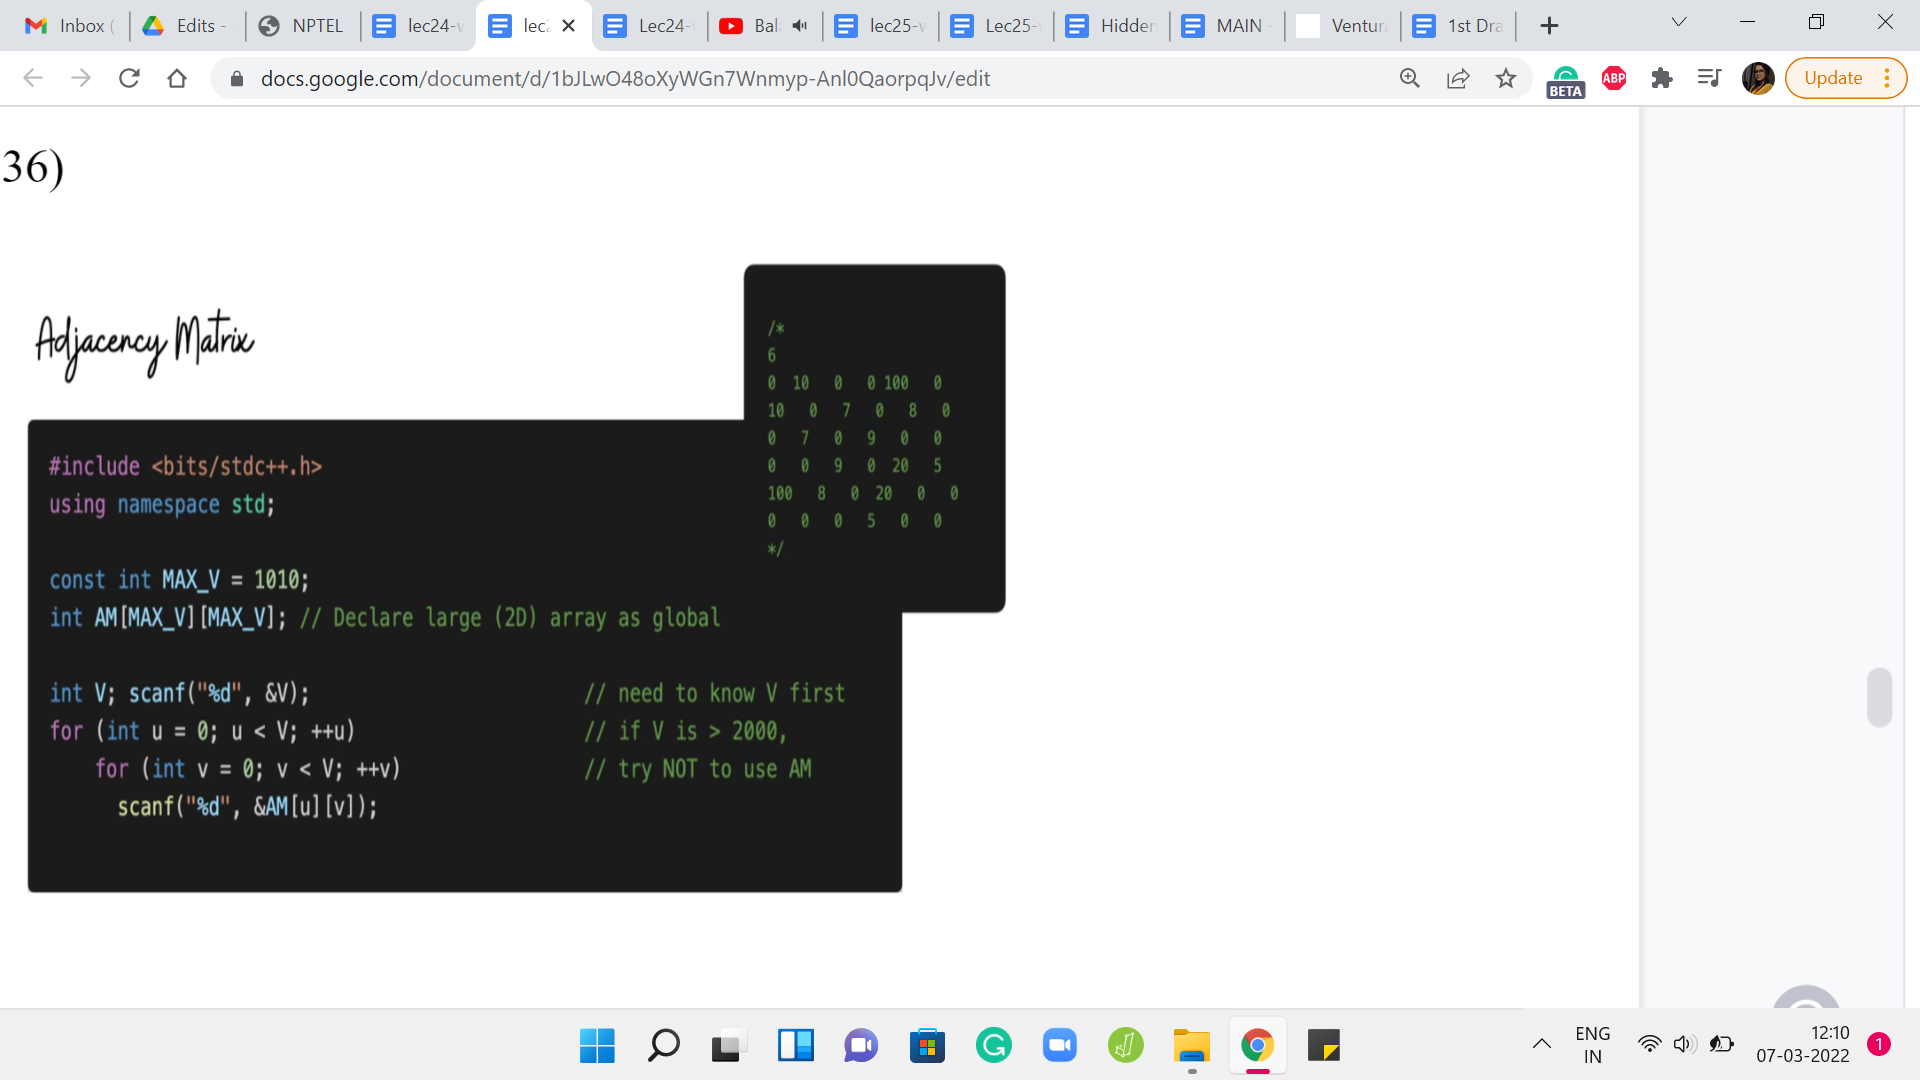 Inbox (
Edits -
NPTEL
lec24-v
lec2
Lec24-
Bal
lec25-v
Lec25-
Hidder
MAIN
Ventur
1st Dra
docs.google.com/document/d/1bJLwO48oXyWGn7Wnmyp-Anl0QaorpqJv/edit
BETA
ABP
Update
36)
Adjacency Matrix
/*
6
0 10 0 0 100 0
10 0 7 0 8 0
0 7 0 9 0 0
0 0 9 0 20 5
100 8 0 20 0 0
0 0 0 5 0 0
*/
#include <bits/stdc++.h>
using namespace std;
const int MAX_V = 1010;
int AM[MAX_V][MAX_V]; // Declare large (2D) array as global
int V; scanf("%d", &V); // need to know V first
for (int u = 0; u < V; ++u) // if V is > 2000,
for (int v = 0; v < V; ++v) // try NOT to use AM
scanf("%d", &AM[u][v]);
ENG
IN
12:10
07-03-2022
1